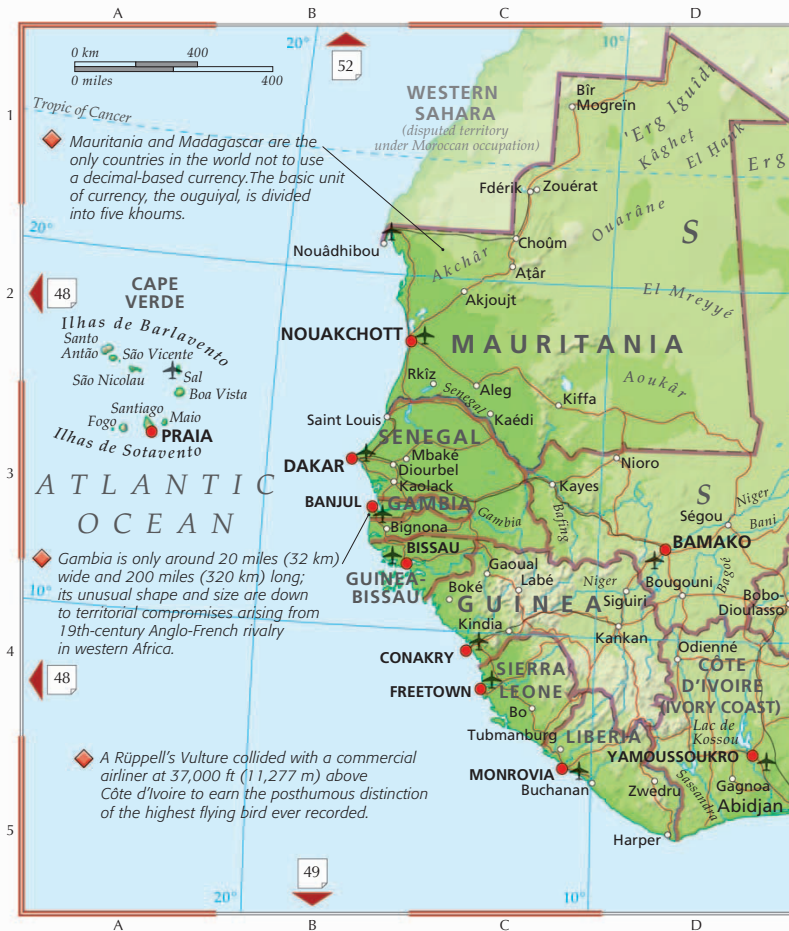 A
B
C
D
0 km
400
0 miles
400
20°
52
10°
1
Tropic of Cancer
WESTERN
SAHARA
(disputed territory
under Moroccan occupation)
Bîr
Mogreïn
'Erg Iguîdi
Kâgheṭ
El Ḥank
Erg
Mauritania and Madagascar are the
only countries in the world not to use
a decimal-based currency.The basic unit
of currency, the ouguiyal, is divided
into five khoums.
Fdérik
Zouérat
Ouarâne
S
20°
Nouâdhibou
Choûm
Akchâr
Aṭâr
2
48
CAPE
VERDE
Akjoujt
El Mreyyé
Ilhas de Barlavento
Santo
Antão
São Vicente
São Nicolau
Sal
Boa Vista
NOUAKCHOTT
MAURITANIA
Rkîz
Senegal
Aleg
Aoukâr
Kiffa
Santiago
Fogo
Maio
PRAIA
Ilhas de Sotavento
Saint Louis
Kaédi
SENEGAL
3
DAKAR
Mbaké
Diourbel
Kaolack
Nioro
ATLANTIC
OCEAN
BANJUL
GAMBIA
Kayes
S
Niger
Ségou
Bani
Bignona
Gambia
Bafing
BAMAKO
Gambia is only around 20 miles (32 km)
wide and 200 miles (320 km) long;
its unusual shape and size are down
to territorial compromises arising from
19th-century Anglo-French rivalry
in western Africa.
BISSAU
GUINEA-
BISSAU
Gaoual
Labé
Boké
Niger
Bougouni
Bagoé
10°
GUINEA
Siguiri
Bobo-
Dioulasso
Kindia
Kankan
Odienné
4
48
CONAKRY
FREETOWN
SIERRA
LEONE
CÔTE
D'IVOIRE
(IVORY COAST)
Bo
Lac de
Kossou
Tubmanburg
LIBERIA
YAMOUSSOUKRO
A Rüppell's Vulture collided with a commercial
airliner at 37,000 ft (11,277 m) above
Côte d'Ivoire to earn the posthumous distinction
of the highest flying bird ever recorded.
MONROVIA
Buchanan
Zwedru
Sassandra
Gagnoa
Abidjan
5
Harper
49
20°
10°
A
B
C
D
1
2
3
4
5